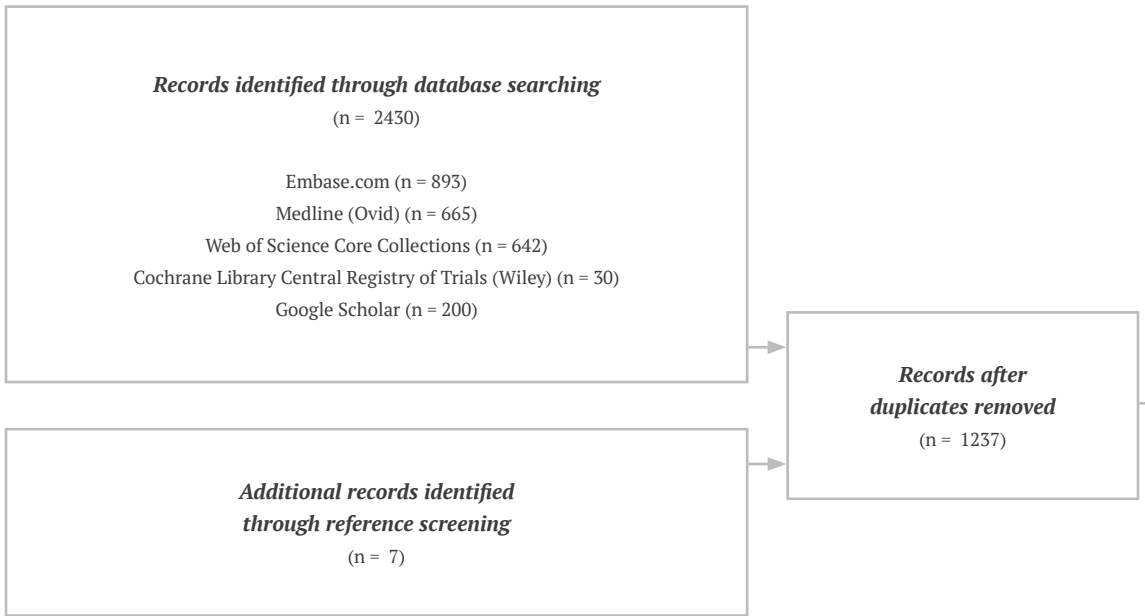 Records identified through database searching
(n = 2430)
Embase.com (n = 893)
Medline (Ovid) (n = 665)
Web of Science Core Collections (n = 642)
Cochrane Library Central Registry of Trials (Wiley) (n = 30)
Google Scholar (n = 200)
Additional records identified
through reference screening
(n = 7)
Records after
duplicates removed
(n = 1237)